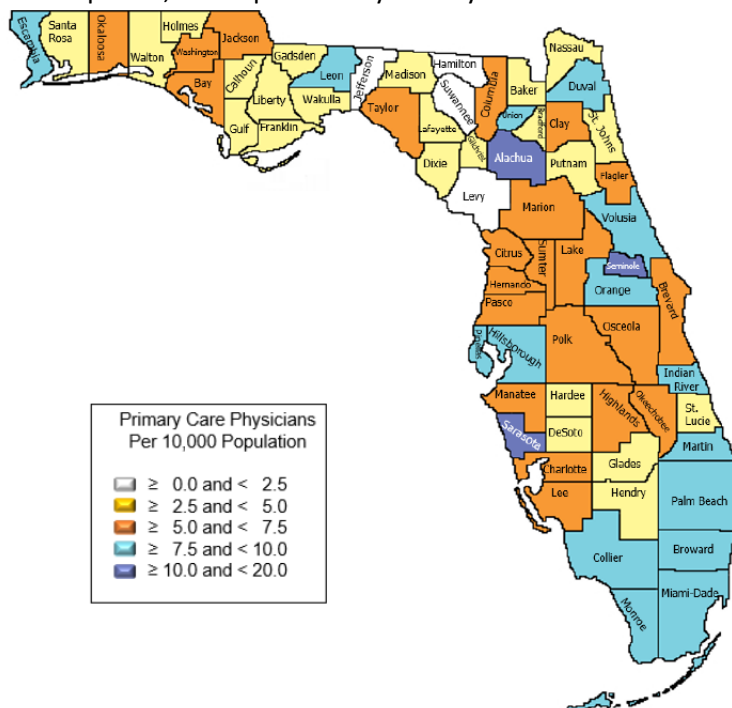 Escambia
Santa
Rosa
Okaloosa
Walton
Holmes
Washington
Bay
Jackson
Calhoun
Gulf
Gadsden
Liberty
Franklin
Leon
Wakulla
Jefferson
Madison
Taylor
Hamilton
Suwannee
Lafayette
Dixie
Columbia
Gilchrist
Levy
Baker
Union
Bradford
Alachua
Nassau
Duval
Clay
St. Johns
Putnam
Flagler
Marion
Volusia
Citrus
Sumter
Lake
Seminole
Hernando
Orange
Brevard
Pasco
Osceola
Pinellas
Hillsborough
Polk
Indian
River
Manatee
Hardee
Highlands
Okeechobee
St.
Lucie
Sarasota
DeSoto
Martin
Charlotte
Glades
Lee
Hendry
Palm Beach
Collier
Broward
Monroe
Miami-Dade
Primary Care Physicians
Per 10,000 Population
≥ 0.0 and < 2.5
≥ 2.5 and < 5.0
≥ 5.0 and < 7.5
≥ 7.5 and < 10.0
≥ 10.0 and < 20.0